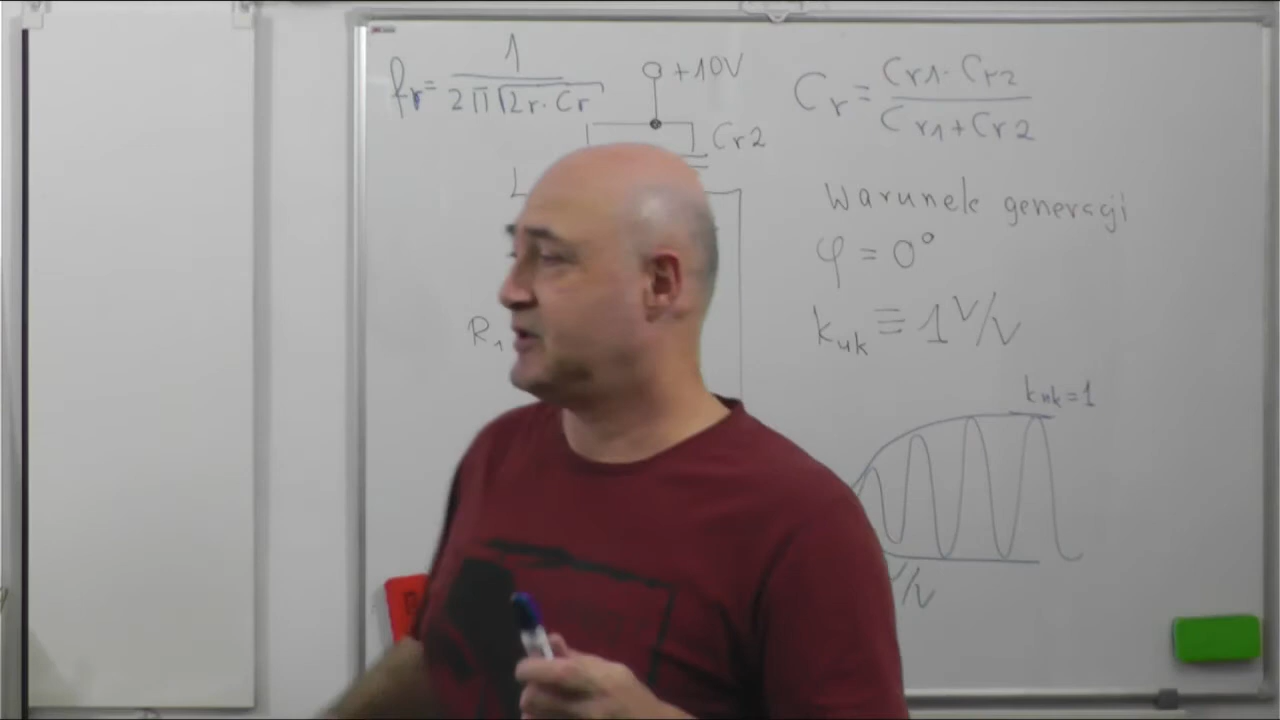 fr = 1 / 2π√Lr·Cr
+10V
Cr2
L
R1
Cr = Cr1·Cr2 / Cr1+Cr2
Warunek generacji
φ = 0°
kuk ≡ 1 V/V
kuk=1
V/V